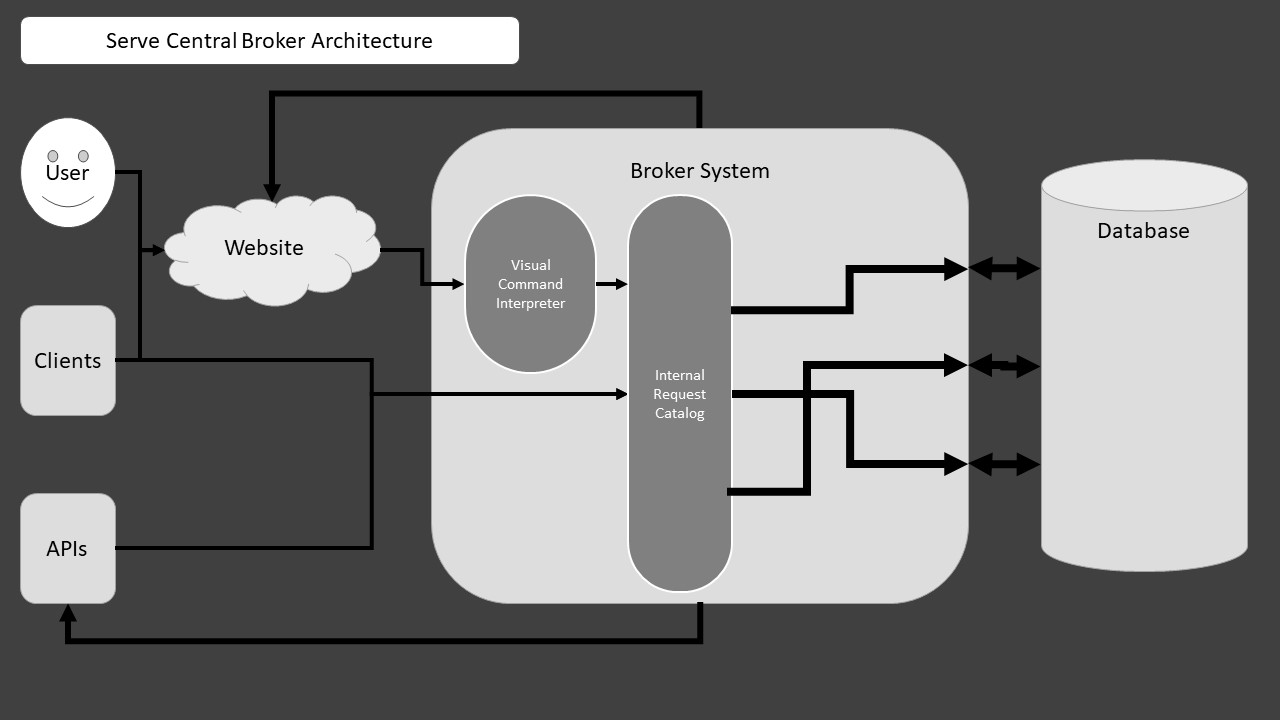 Serve Central Broker Architecture
User
Website
Clients
APIs
Broker System
Visual
Command
Interpreter
Internal
Request
Catalog
Database